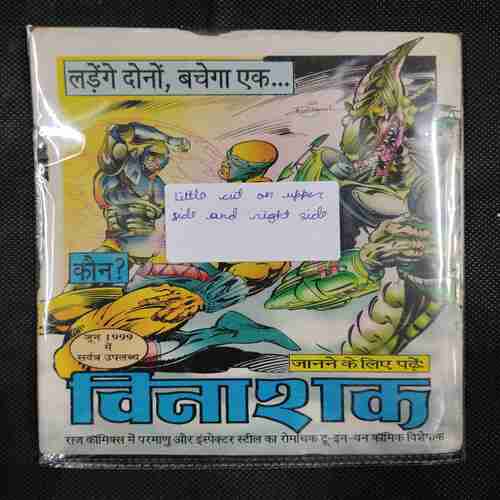 लड़ेंगे दोनों, बचेगा एक...
Little cut on upper
side and right side
कौन?
जून 1999
में
सर्वत्र उपलब्ध
जानने के लिए पढ़ें:
विनाशक
राज कॉमिक्स में परमाणु और इंस्पेक्टर स्टील का रोमांचक टू-इन-वन कॉमिक विशेषांक